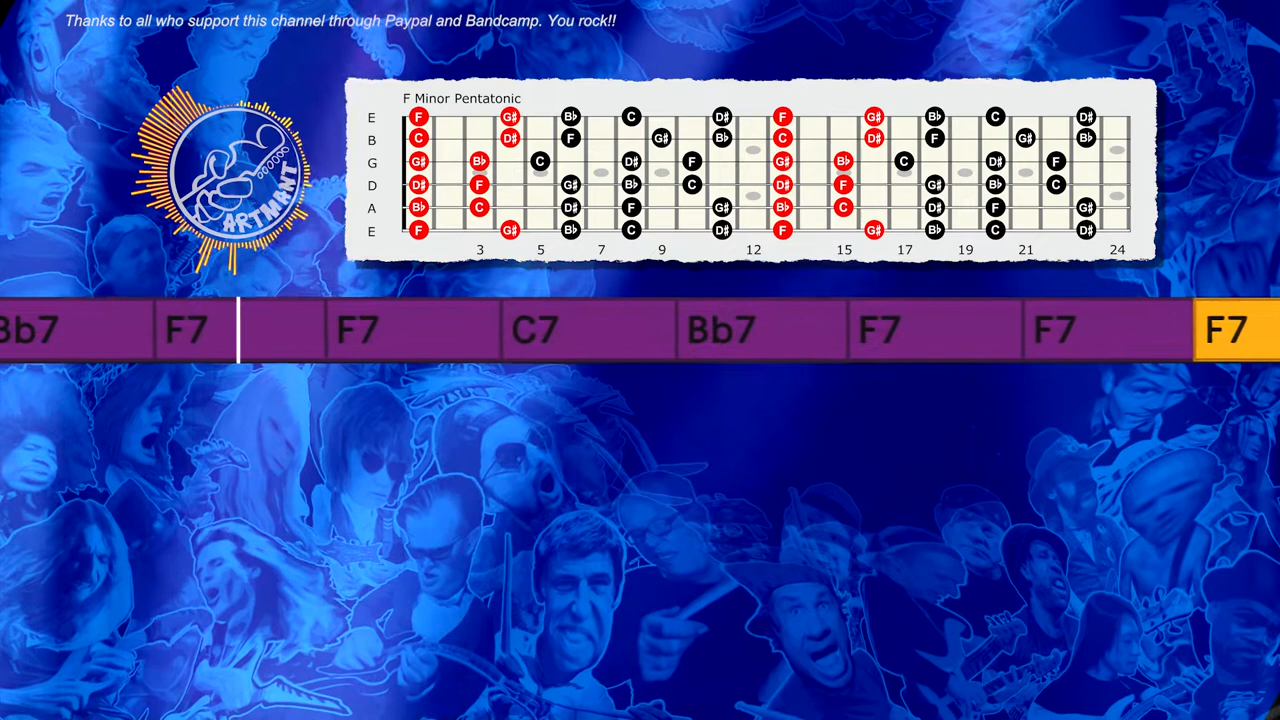 Thanks to all who support this channel through Paypal and Bandcamp. You rock!!
F Minor Pentatonic
E F G# B♭ C D# F G# B♭ C D#
B C D# F G# B♭ C D# F G# B♭
G G# B♭ C D# F G# B♭ C D# F
D D# F G# B♭ C D# F G# B♭ C
A B♭ C D# F G# B♭ C D# F G#
E F G# B♭ C D# F G# B♭ C D#
3 5 7 9 12 15 17 19 21 24
ARTMANT
Bb7 F7 F7 C7 Bb7 F7 F7 F7